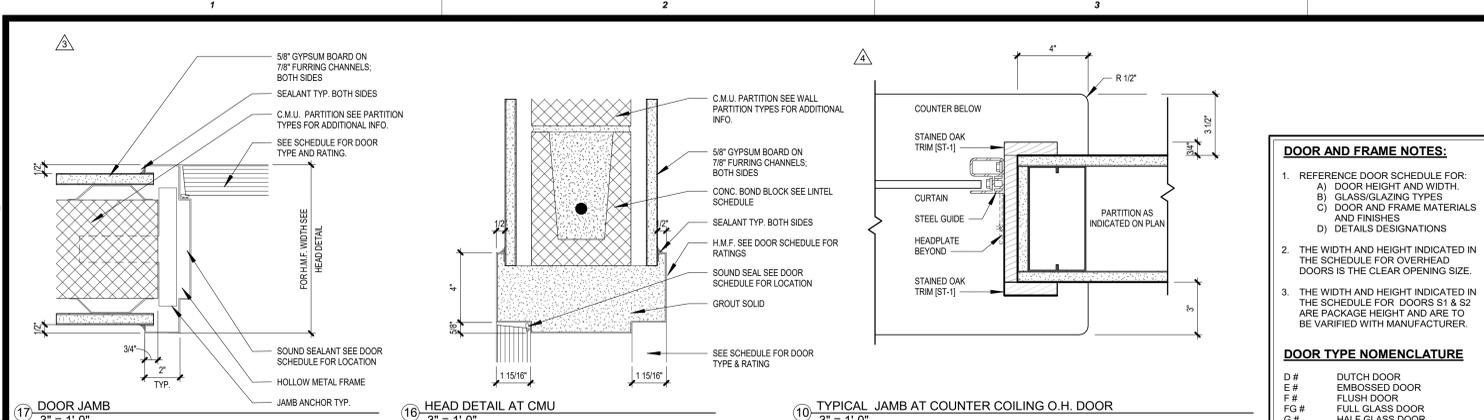 1
2
3
3
5/8" GYPSUM BOARD ON
7/8" FURRING CHANNELS;
BOTH SIDES
SEALANT TYP. BOTH SIDES
C.M.U. PARTITION SEE PARTITION
TYPES FOR ADDITIONAL INFO.
SEE SCHEDULE FOR DOOR
TYPE AND RATING.
1/2"
FOR H.M.F. WIDTH SEE
HEAD DETAIL
1/2"
3/4"
2"
TYP.
SOUND SEALANT SEE DOOR
SCHEDULE FOR LOCATION
HOLLOW METAL FRAME
JAMB ANCHOR TYP.
17 DOOR JAMB
3" = 1'-0"
C.M.U. PARTITION SEE WALL
PARTITION TYPES FOR ADDITIONAL
INFO.
5/8" GYPSUM BOARD ON
7/8" FURRING CHANNELS;
BOTH SIDES
CONC. BOND BLOCK SEE LINTEL
SCHEDULE
SEALANT TYP. BOTH SIDES
H.M.F. SEE DOOR SCHEDULE FOR
RATINGS
SOUND SEAL SEE DOOR
SCHEDULE FOR LOCATION
GROUT SOLID
SEE SCHEDULE FOR DOOR
TYPE & RATING
1/2"
1/2"
4"
5/8"
1 15/16"
1 15/16"
16 HEAD DETAIL AT CMU
3" = 1'-0"
4
4"
R 1/2"
COUNTER BELOW
STAINED OAK
TRIM [ST-1]
3 1/2"
3/4"
CURTAIN
STEEL GUIDE
HEADPLATE
BEYOND
PARTITION AS
INDICATED ON PLAN
STAINED OAK
TRIM [ST-1]
3"
10 TYPICAL JAMB AT COUNTER COILING O.H. DOOR
3" = 1'-0"
DOOR AND FRAME NOTES:
1. REFERENCE DOOR SCHEDULE FOR:
A) DOOR HEIGHT AND WIDTH.
B) GLASS/GLAZING TYPES
C) DOOR AND FRAME MATERIALS
AND FINISHES
D) DETAILS DESIGNATIONS
2. THE WIDTH AND HEIGHT INDICATED IN
THE SCHEDULE FOR OVERHEAD
DOORS IS THE CLEAR OPENING SIZE.
3. THE WIDTH AND HEIGHT INDICATED IN
THE SCHEDULE FOR DOORS S1 & S2
ARE PACKAGE HEIGHT AND ARE TO
BE VARIFIED WITH MANUFACTURER.
DOOR TYPE NOMENCLATURE
D # DUTCH DOOR
E # EMBOSSED DOOR
F # FLUSH DOOR
FG # FULL GLASS DOOR
G # HALF GLASS DOOR